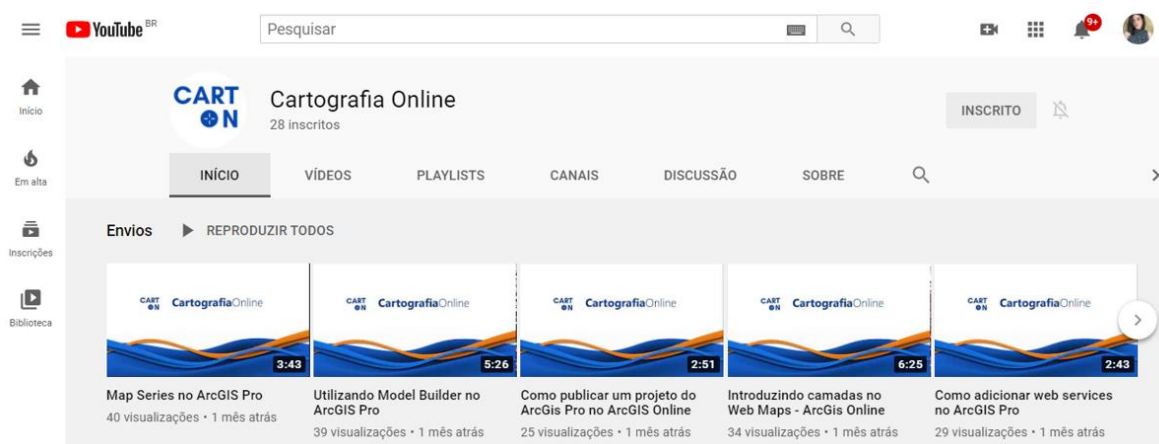 YouTube BR
Pesquisar
9+
Início
Em alta
Inscrições
Biblioteca
CART
ON
Cartografia Online
28 inscritos
INSCRITO
INÍCIO VÍDEOS PLAYLISTS CANAIS DISCUSSÃO SOBRE
Envios REPRODUZIR TODOS
CART ON CartografiaOnline
3:43
Map Series no ArcGIS Pro
40 visualizações • 1 mês atrás
CART ON CartografiaOnline
5:26
Utilizando Model Builder no
ArcGIS Pro
39 visualizações • 1 mês atrás
CART ON CartografiaOnline
2:51
Como publicar um projeto do
ArcGis Pro no ArcGIS Online
25 visualizações • 1 mês atrás
CART ON CartografiaOnline
6:25
Introduzindo camadas no
Web Maps - ArcGis Online
34 visualizações • 1 mês atrás
CART ON CartografiaOnline
2:43
Como adicionar web services
no ArcGIS Pro
29 visualizações • 1 mês atrás